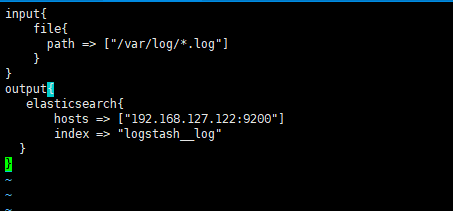 input{
    file{
      path => ["/var/log/*.log"]
    }
}
output{
   elasticsearch{
       hosts => ["192.168.127.122:9200"]
       index => "logstash__log"
  }
}
~
~
~